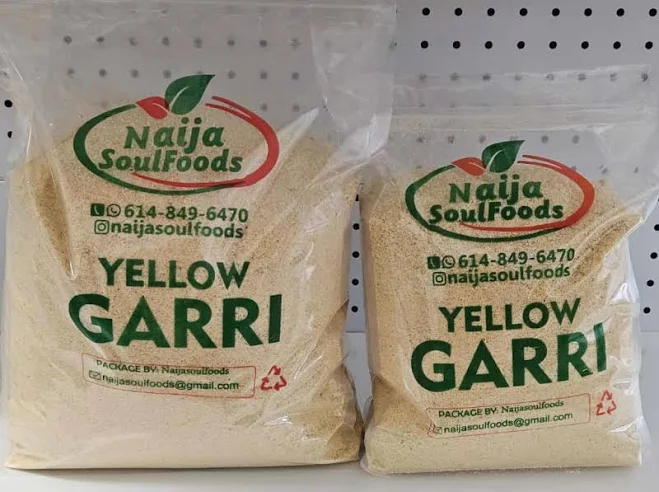 Naija
SoulFoods
614-849-6470
naijasoulfoods
YELLOW
GARRI
PACKAGE BY: Naijasoulfoods
naijasoulfoods@gmail.com
Naija
SoulFoods
614-849-6470
naijasoulfoods
YELLOW
GARRI
PACKAGE BY: Naijasoulfoods
naijasoulfoods@gmail.com